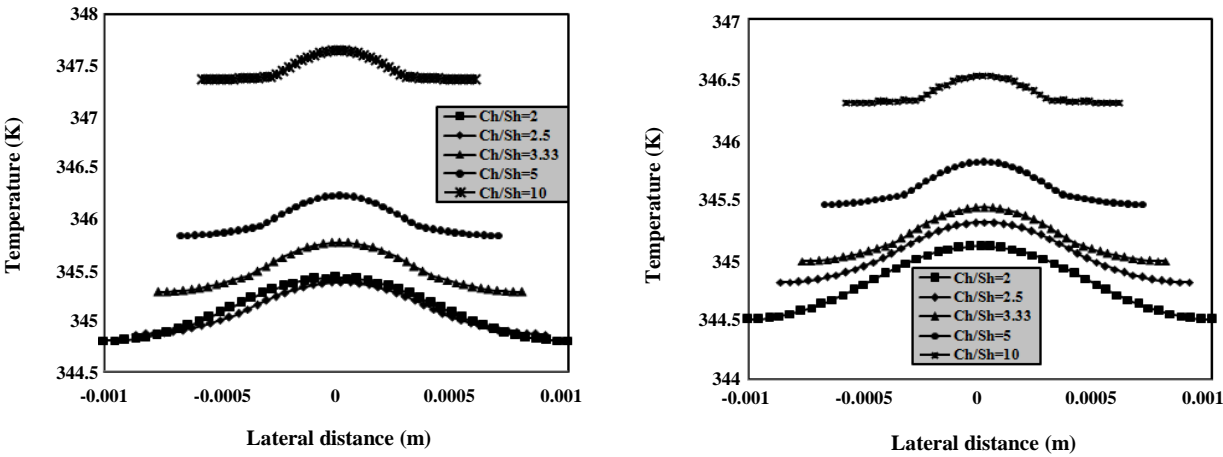 348
347.5
347
346.5
346
345.5
345
344.5
Temperature (K)
-0.001
-0.0005
0
0.0005
0.001
Lateral distance (m)
Ch/Sh=2
Ch/Sh=2.5
Ch/Sh=3.33
Ch/Sh=5
Ch/Sh=10
347
346.5
346
345.5
345
344.5
344
Temperature (K)
-0.001
-0.0005
0
0.0005
0.001
Lateral distance (m)
Ch/Sh=2
Ch/Sh=2.5
Ch/Sh=3.33
Ch/Sh=5
Ch/Sh=10